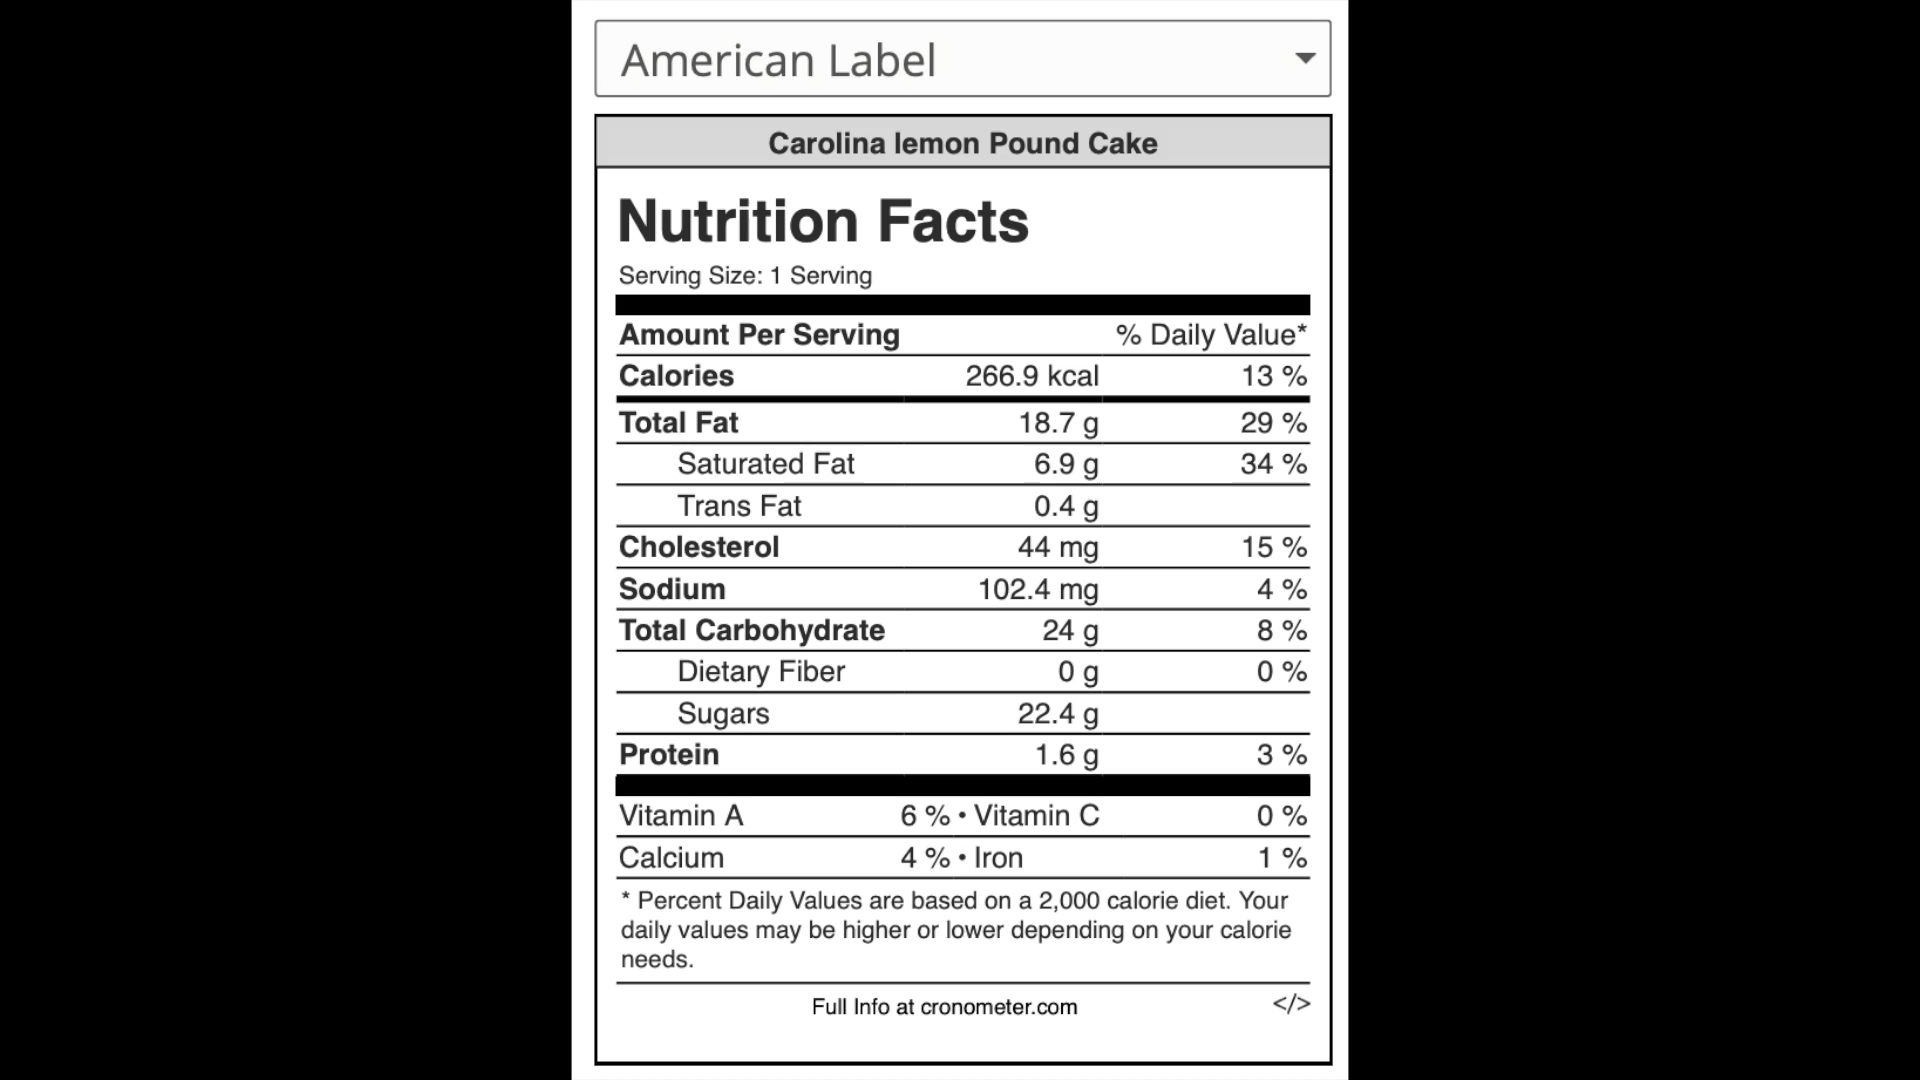 American Label
Carolina lemon Pound Cake
Nutrition Facts
Serving Size: 1 Serving
Amount Per Serving % Daily Value*
Calories 266.9 kcal 13 %
Total Fat 18.7 g 29 %
Saturated Fat 6.9 g 34 %
Trans Fat 0.4 g
Cholesterol 44 mg 15 %
Sodium 102.4 mg 4 %
Total Carbohydrate 24 g 8 %
Dietary Fiber 0 g 0 %
Sugars 22.4 g
Protein 1.6 g 3 %
Vitamin A 6 % • Vitamin C 0 %
Calcium 4 % • Iron 1 %
* Percent Daily Values are based on a 2,000 calorie diet. Your
daily values may be higher or lower depending on your calorie
needs.
Full Info at cronometer.com </>